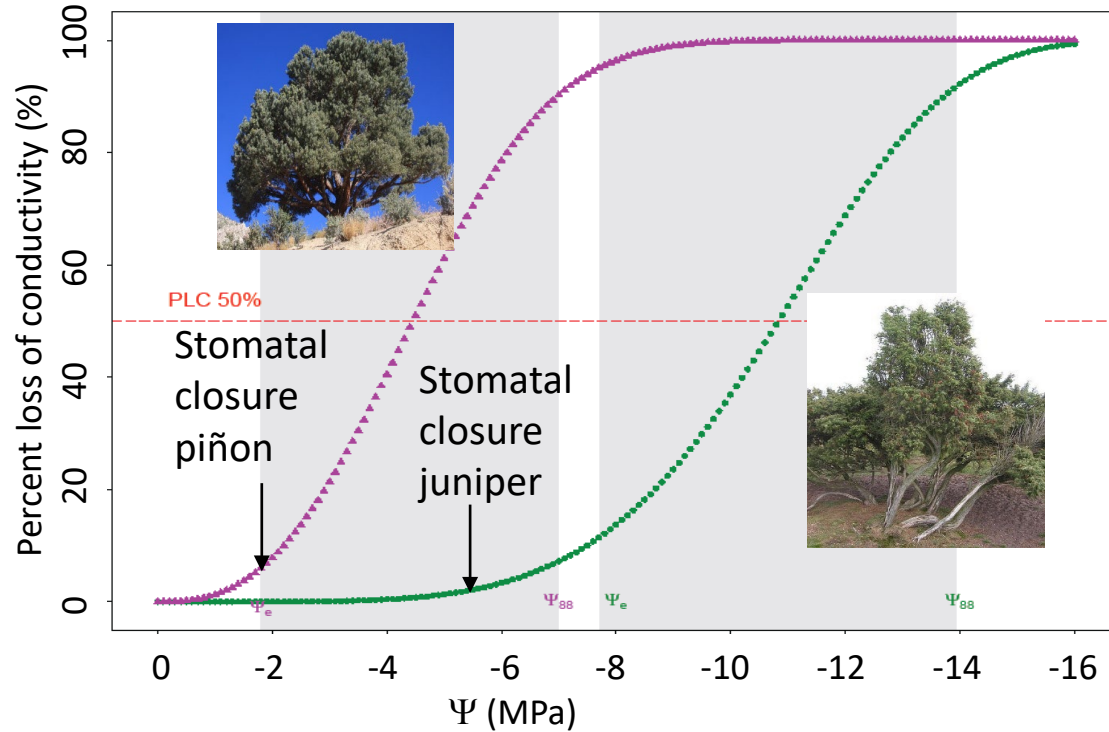 Percent loss of conductivity (%)
100
80
60
40
20
0
PLC 50%
Stomatal
closure
piñon
Stomatal
closure
juniper
Ψe
Ψ88
Ψe
Ψ88
0 -2 -4 -6 -8 -10 -12 -14 -16
Ψ (MPa)